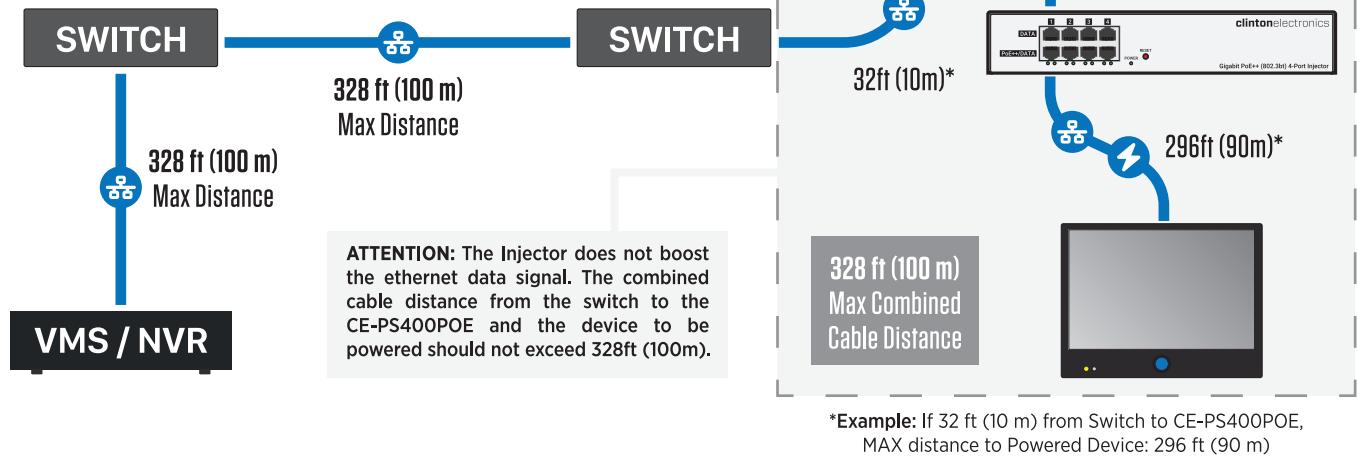 SWITCH
328 ft (100 m)
Max Distance
SWITCH
32ft (10m)*
1 2 3 4
DATA
PoE++/DATA
POWER
RESET
clintonelectronics
Gigabit PoE++ (802.3bt) 4-Port Injector
296ft (90m)*
328 ft (100 m)
Max Distance
VMS / NVR
ATTENTION: The Injector does not boost
the ethernet data signal. The combined
cable distance from the switch to the
CE-PS400POE and the device to be
powered should not exceed 328ft (100m).
328 ft (100 m)
Max Combined
Cable Distance
*Example: If 32 ft (10 m) from Switch to CE-PS400POE,
MAX distance to Powered Device: 296 ft (90 m)